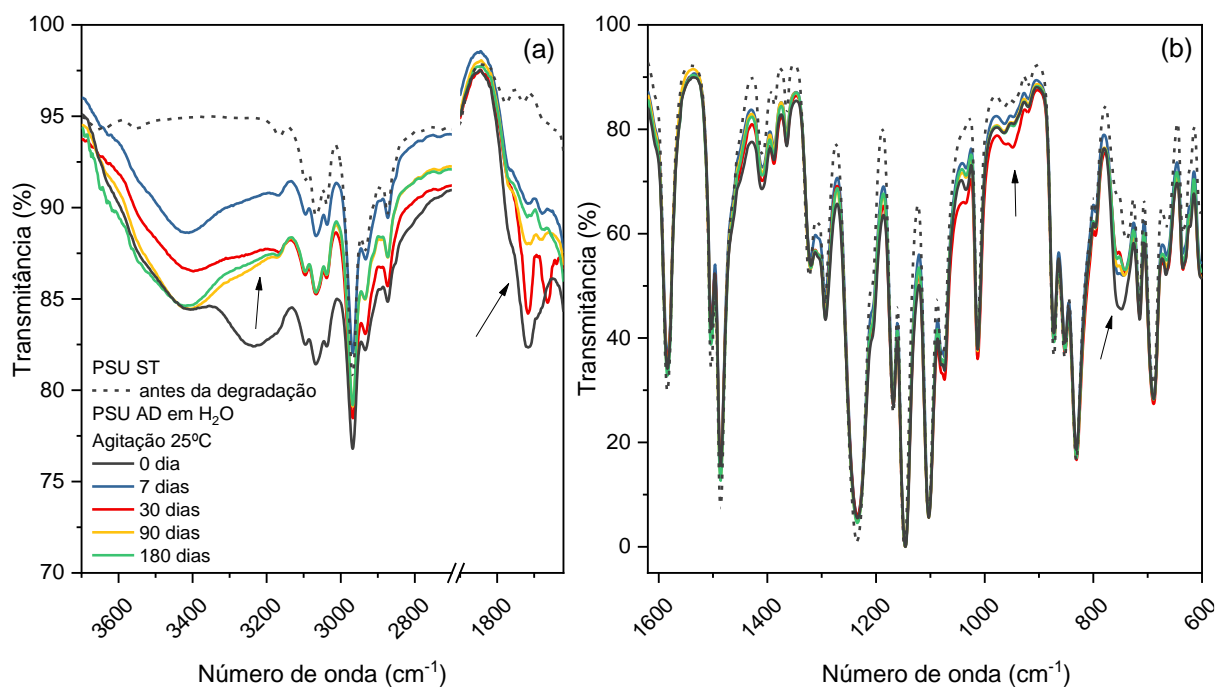 (a)
Transmitância (%)
100
95
90
85
80
75
70
PSU ST
antes da degradação
PSU AD em H₂O
Agitação 25ºC
0 dia
7 dias
30 dias
90 dias
180 dias
3600
3400
3200
3000
2800
1800
Número de onda (cm⁻¹)
(b)
Transmitância (%)
100
80
60
40
20
0
1600
1400
1200
1000
800
600
Número de onda (cm⁻¹)